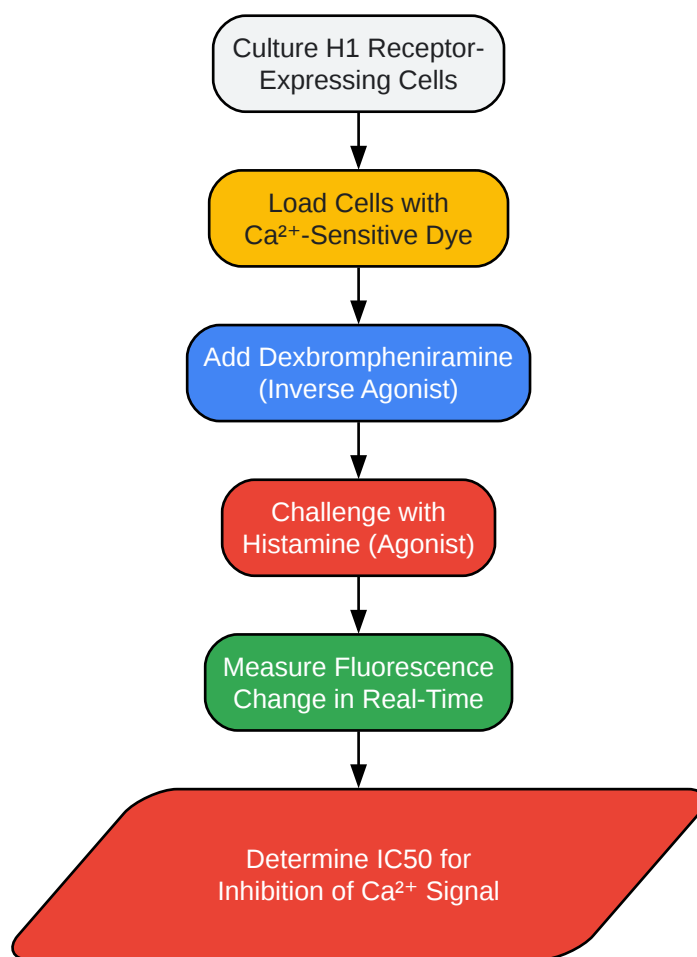 Culture H1 Receptor-
Expressing Cells
Load Cells with
Ca²⁺-Sensitive Dye
Add Dexbrompheniramine
(Inverse Agonist)
Challenge with
Histamine (Agonist)
Measure Fluorescence
Change in Real-Time
Determine IC50 for
Inhibition of Ca²⁺ Signal